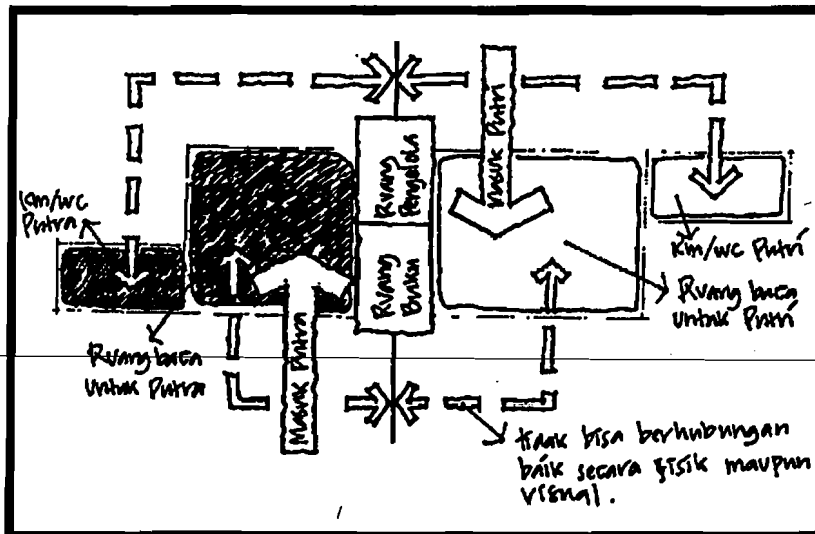 Masuk Putri
Ruang
Pengelola
Km/wc
Putra
Ruang
Buku
Km/wc Putri
Ruang baca
untuk Putri
Ruang baca
untuk Putra
Masuk Putra
tidak bisa berhubungan
baik secara fisik maupun
visual.